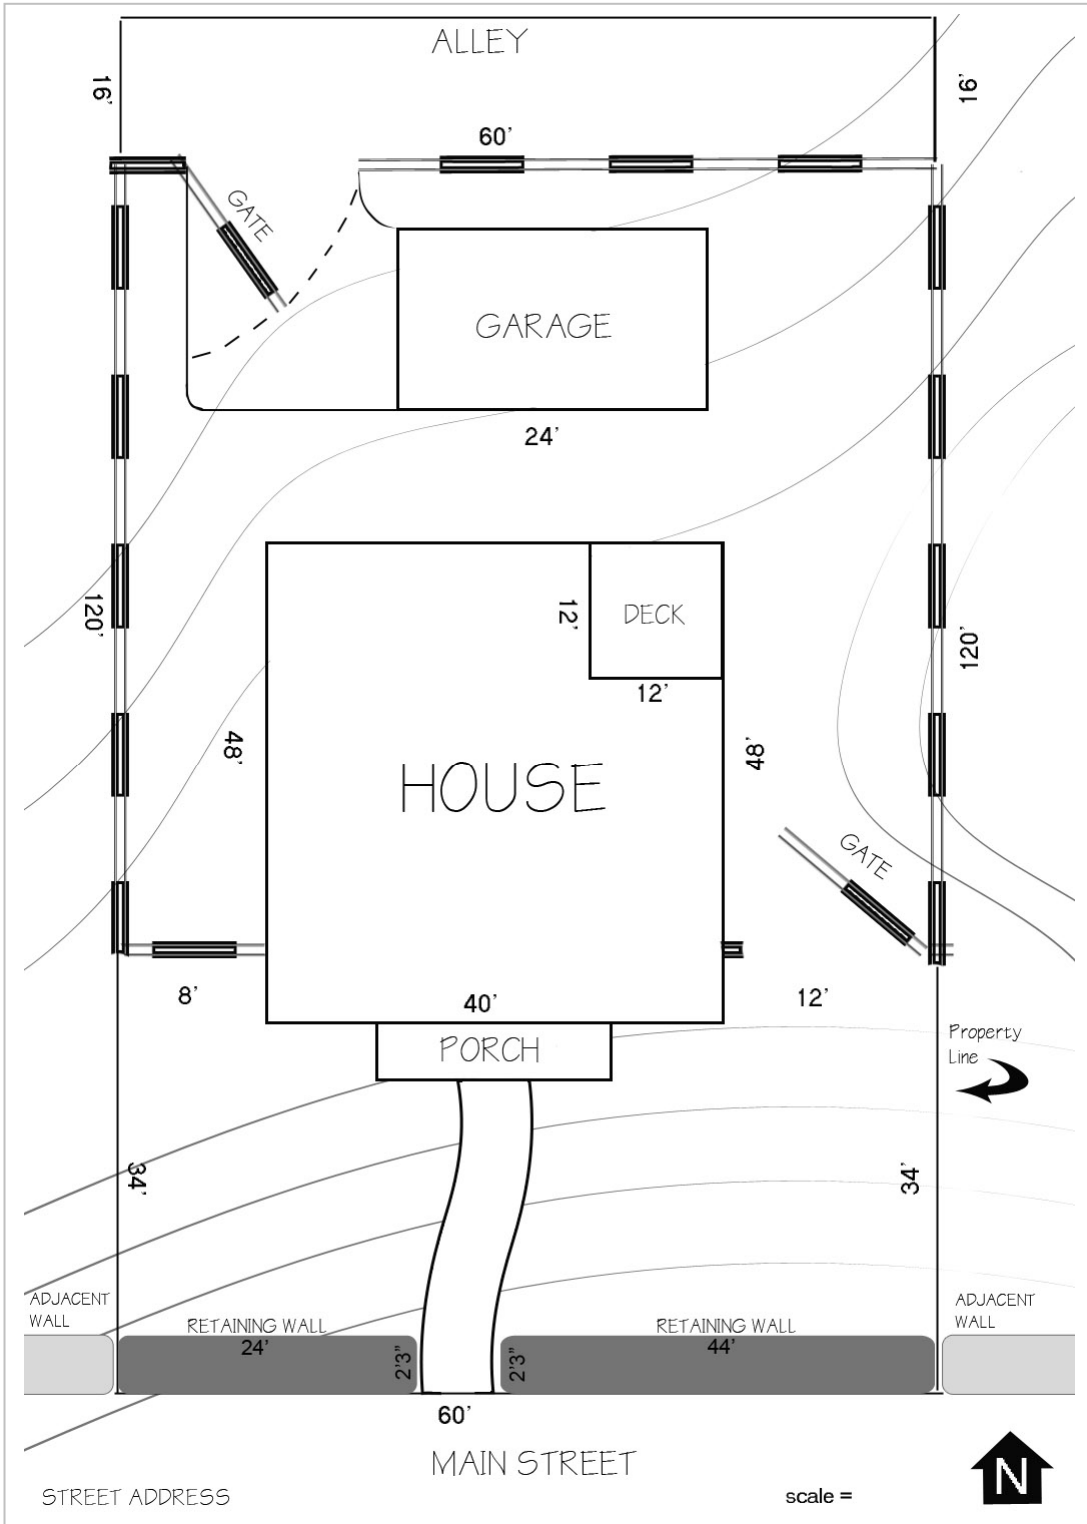 ALLEY
16'
16'
60'
GATE
GARAGE
24'
120'
12'
DECK
120'
12'
48'
HOUSE
48'
GATE
8'
40'
12'
PORCH
Property
Line
34'
34'
ADJACENT
WALL
RETAINING WALL
24'
2'3"
2'3"
RETAINING WALL
44'
ADJACENT
WALL
60'
MAIN STREET
STREET ADDRESS
scale =
N